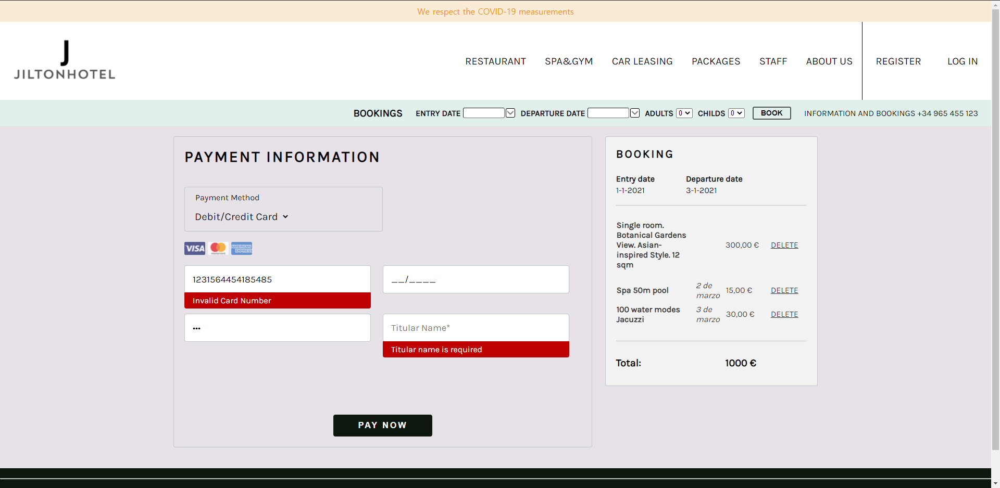 We respect the COVID-19 measurements
J
JILTONHOTEL
RESTAURANT SPA&GYM CAR LEASING PACKAGES STAFF ABOUT US REGISTER LOG IN
BOOKINGS ENTRY DATE DEPARTURE DATE ADULTS 0 CHILDS 0 BOOK INFORMATION AND BOOKINGS +34 965 455 123
PAYMENT INFORMATION
Payment Method
Debit/Credit Card
VISA mastercard AMERICAN EXPRESS
1231564454185485
__/____
Invalid Card Number
•••
Titular Name*
Titular name is required
PAY NOW
BOOKING
Entry date Departure date
1-1-2021 3-1-2021
Single room.
Botanical Gardens
View. Asian-
inspired Style. 12
sqm
300,00 € DELETE
Spa 50m pool
2 de
marzo
15,00 € DELETE
100 water modes
Jacuzzi
3 de
marzo
30,00 € DELETE
Total: 1000 €